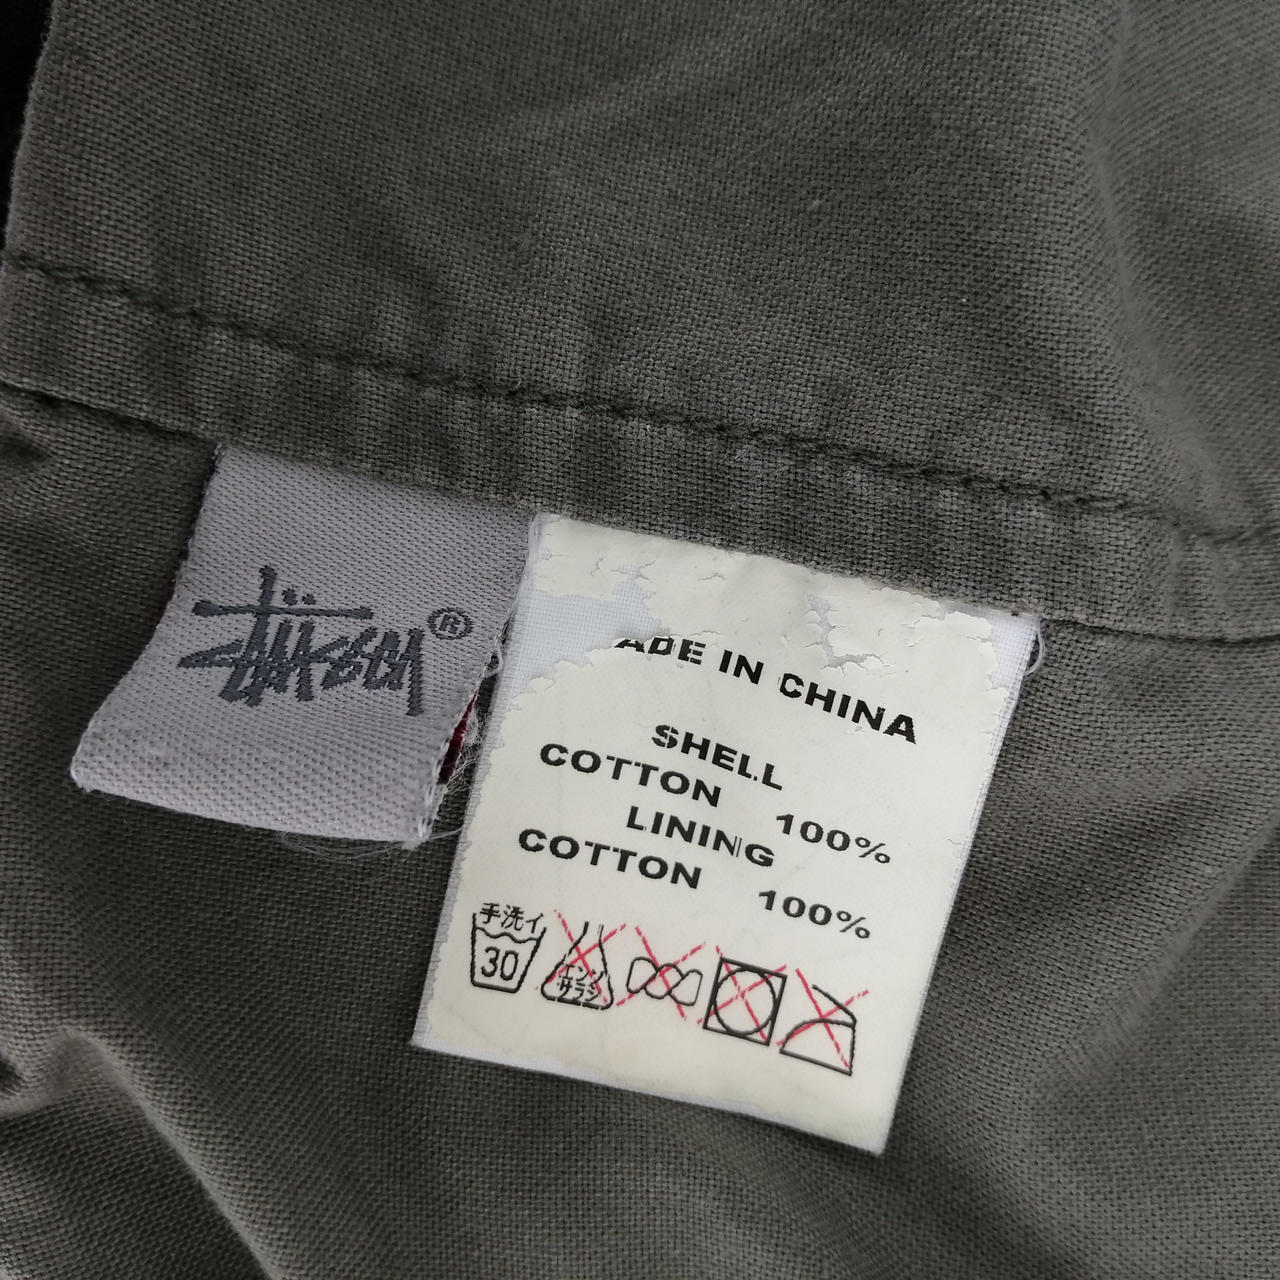 Stüssy ®
ADE IN CHINA
SHELL
COTTON 100%
LINING
COTTON 100%
手洗イ
30
エンソ
サラシ